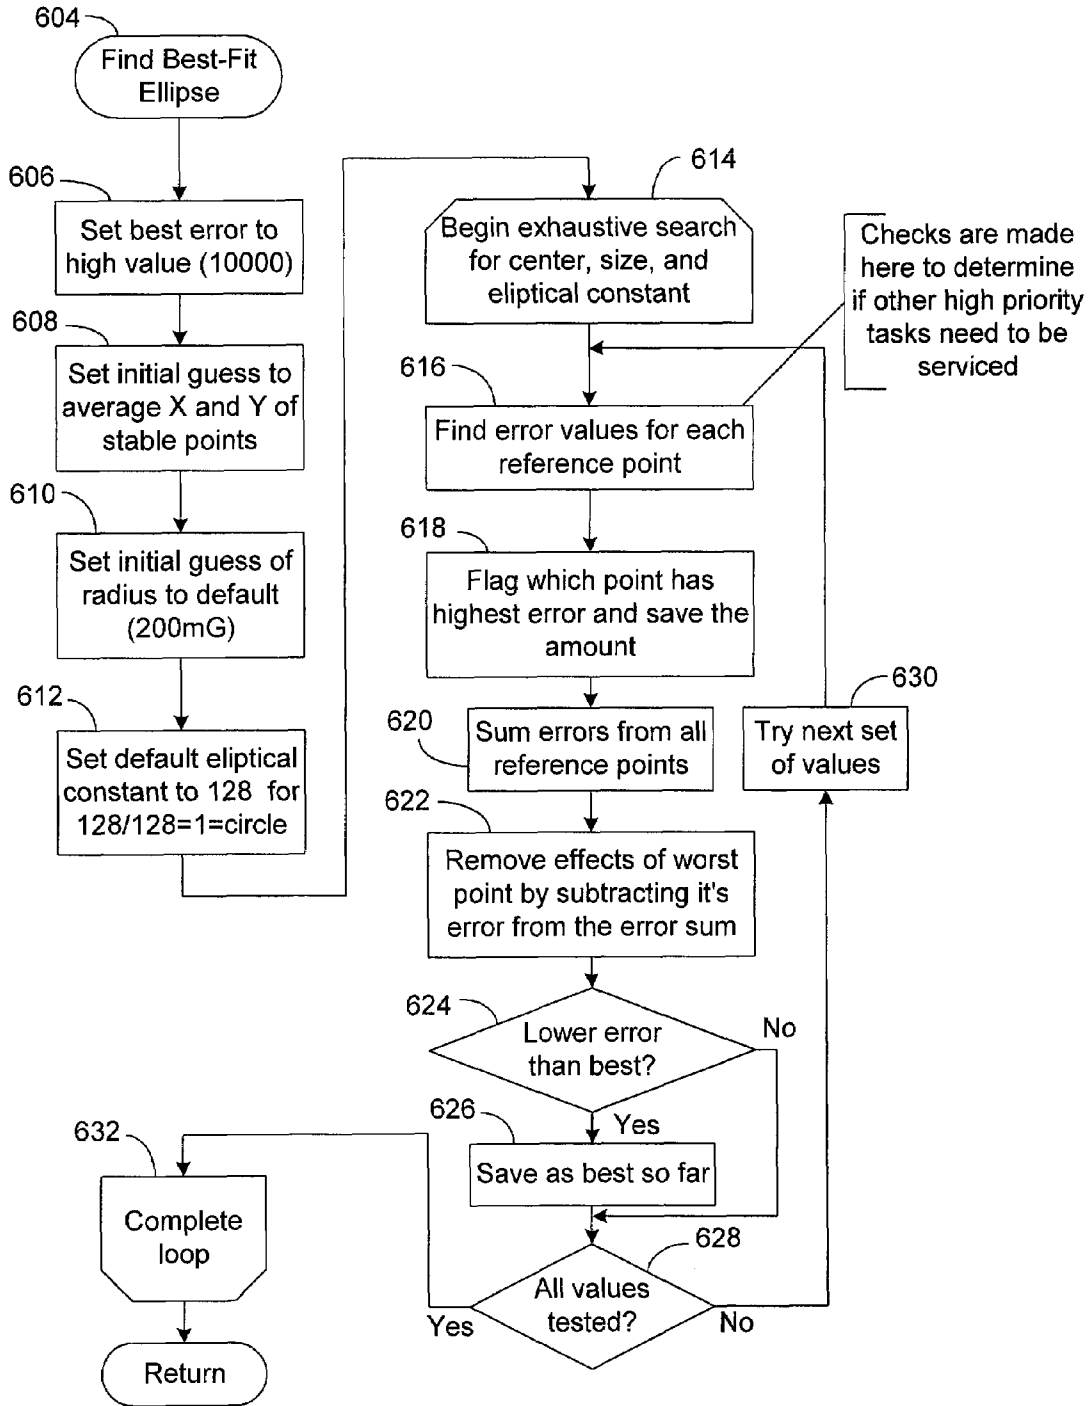 604
Find Best-Fit
Ellipse
606
Set best error to
high value (10000)
608
Set initial guess to
average X and Y of
stable points
610
Set initial guess of
radius to default
(200mG)
612
Set default eliptical
constant to 128 for
128/128=1=circle
614
Begin exhaustive search
for center, size, and
eliptical constant
Checks are made
here to determine
if other high priority
tasks need to be
serviced
616
Find error values for each
reference point
618
Flag which point has
highest error and save the
amount
620
Sum errors from all
reference points
630
Try next set
of values
622
Remove effects of worst
point by subtracting it's
error from the error sum
624
Lower error
than best?
No
Yes
626
Save as best so far
628
All values
tested?
Yes
No
632
Complete
loop
Return